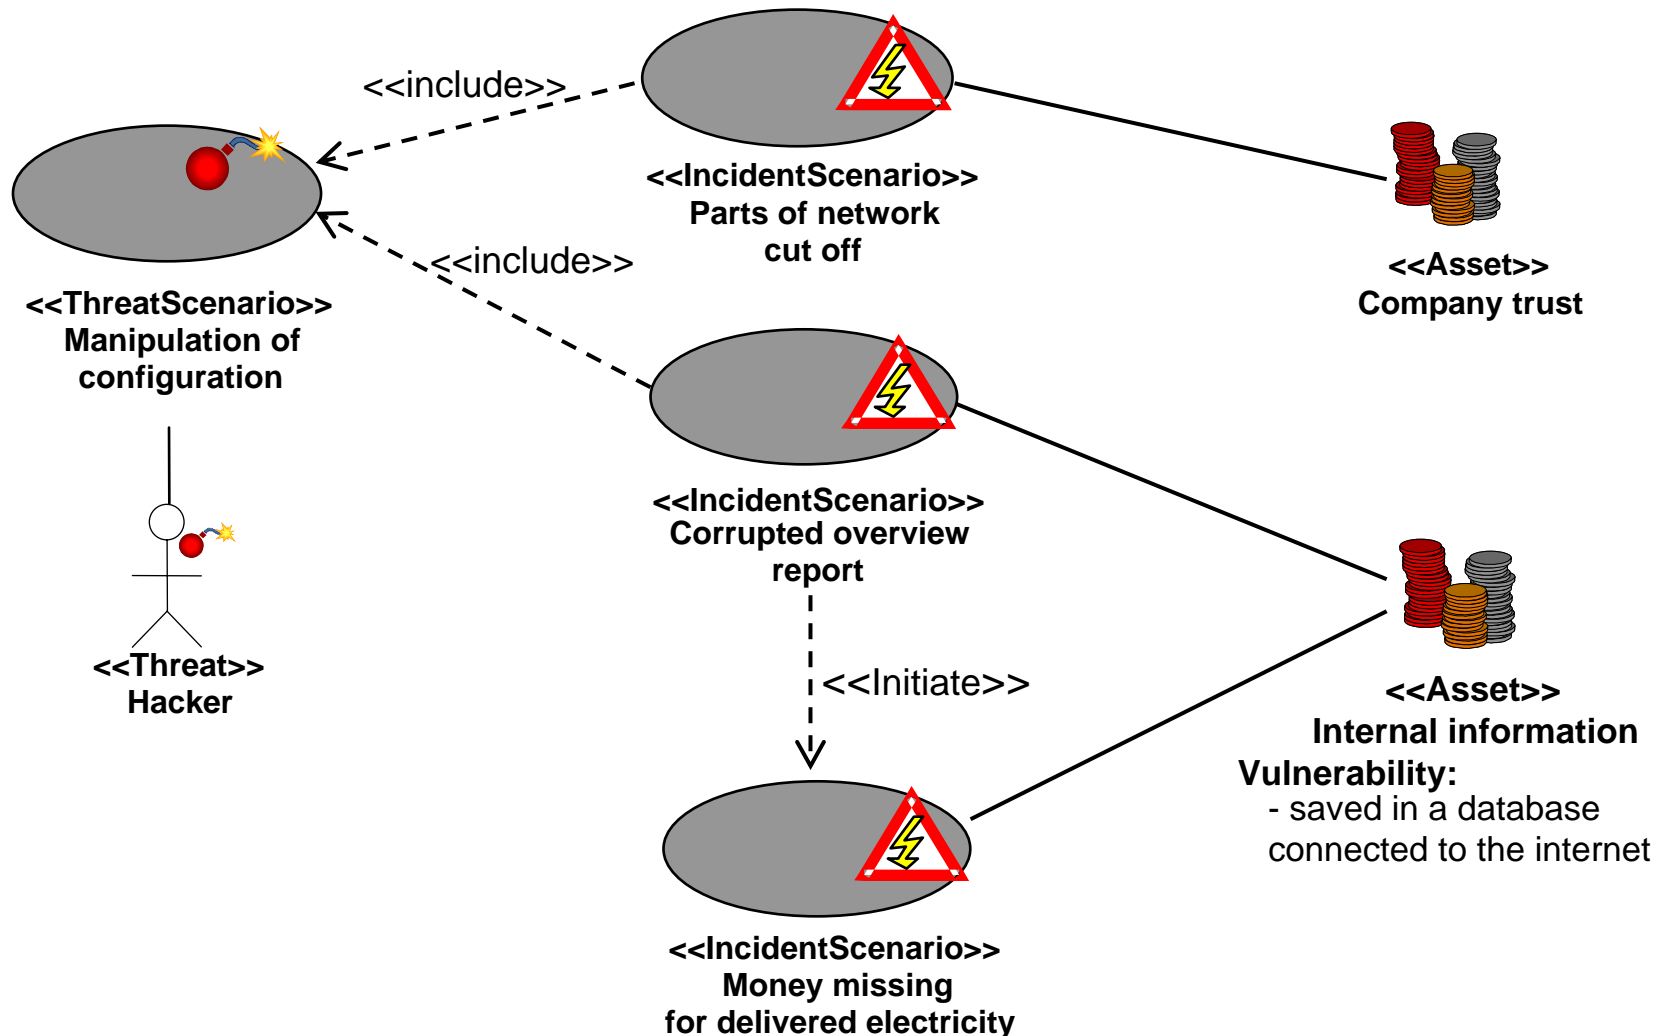 <<include>>
<<IncidentScenario>>
Parts of network
cut off
<<include>>
<<Asset>>
Company trust
<<ThreatScenario>>
Manipulation of
configuration
<<IncidentScenario>>
Corrupted overview
report
<<Threat>>
Hacker
<<Initiate>>
<<Asset>>
Internal information
Vulnerability:
- saved in a database
connected to the internet
<<IncidentScenario>>
Money missing
for delivered electricity